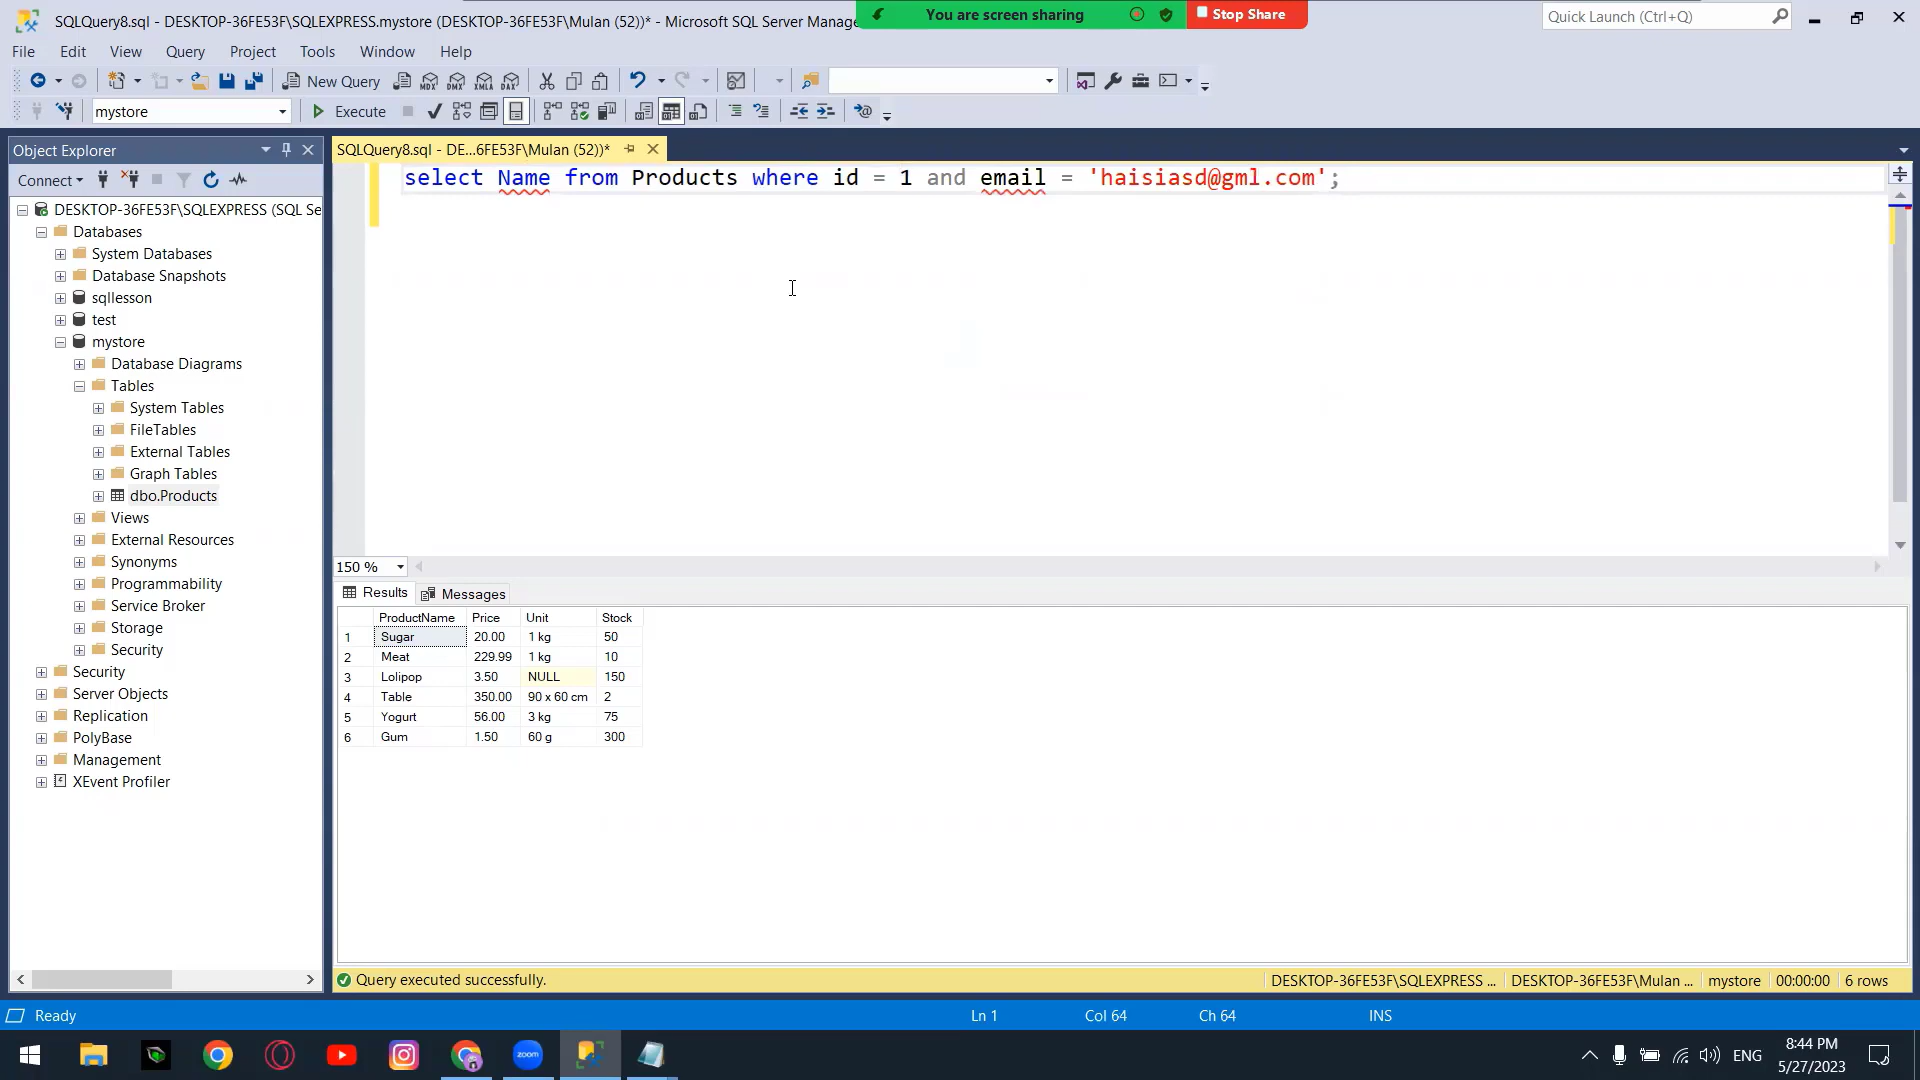 SQLQuery8.sql - DESKTOP-36FE53F\SQLEXPRESS.mystore (DESKTOP-36FE53F\Mulan (52))* - Microsoft SQL Server Manage
You are screen sharing
Stop Share
Quick Launch (Ctrl+Q)
File Edit View Query Project Tools Window Help
New Query
MDX DMX XMLA DAX
mystore
Execute
Object Explorer
SQLQuery8.sql - DE...6FE53F\Mulan (52))*
Connect
select Name from Products where id = 1 and email = 'haisiasd@gml.com';
DESKTOP-36FE53F\SQLEXPRESS (SQL Se
Databases
System Databases
Database Snapshots
sqllesson
test
mystore
Database Diagrams
Tables
System Tables
FileTables
External Tables
Graph Tables
dbo.Products
Views
External Resources
Synonyms
Programmability
Service Broker
Storage
Security
Security
Server Objects
Replication
PolyBase
Management
XEvent Profiler
150 %
Results Messages
ProductName Price Unit Stock
1 Sugar 20.00 1 kg 50
2 Meat 229.99 1 kg 10
3 Lolipop 3.50 NULL 150
4 Table 350.00 90 x 60 cm 2
5 Yogurt 56.00 3 kg 75
6 Gum 1.50 60 g 300
Query executed successfully.
DESKTOP-36FE53F\SQLEXPRESS ... DESKTOP-36FE53F\Mulan ... mystore 00:00:00 6 rows
Ready
Ln 1 Col 64 Ch 64 INS
zoom
ENG
8:44 PM
5/27/2023